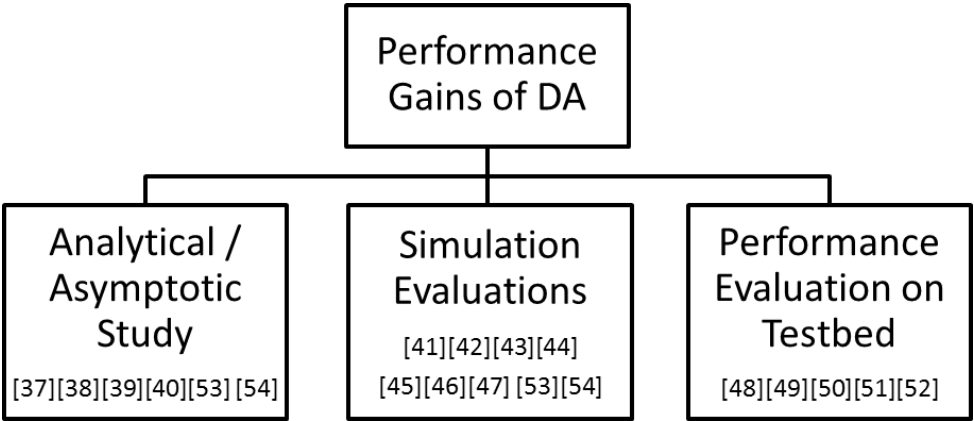 Performance
Gains of DA
Analytical /
Asymptotic
Study
[37][38][39][40][53] [54]
Simulation
Evaluations
[41][42][43][44]
[45][46][47] [53][54]
Performance
Evaluation on
Testbed
[48][49][50][51][52]